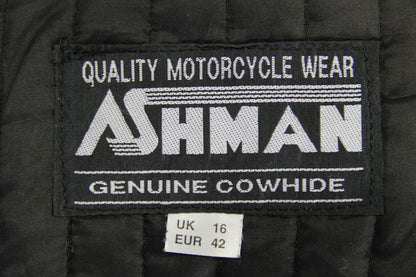 QUALITY MOTORCYCLE WEAR
ASHMAN
GENUINE COWHIDE
UK 16
EUR 42